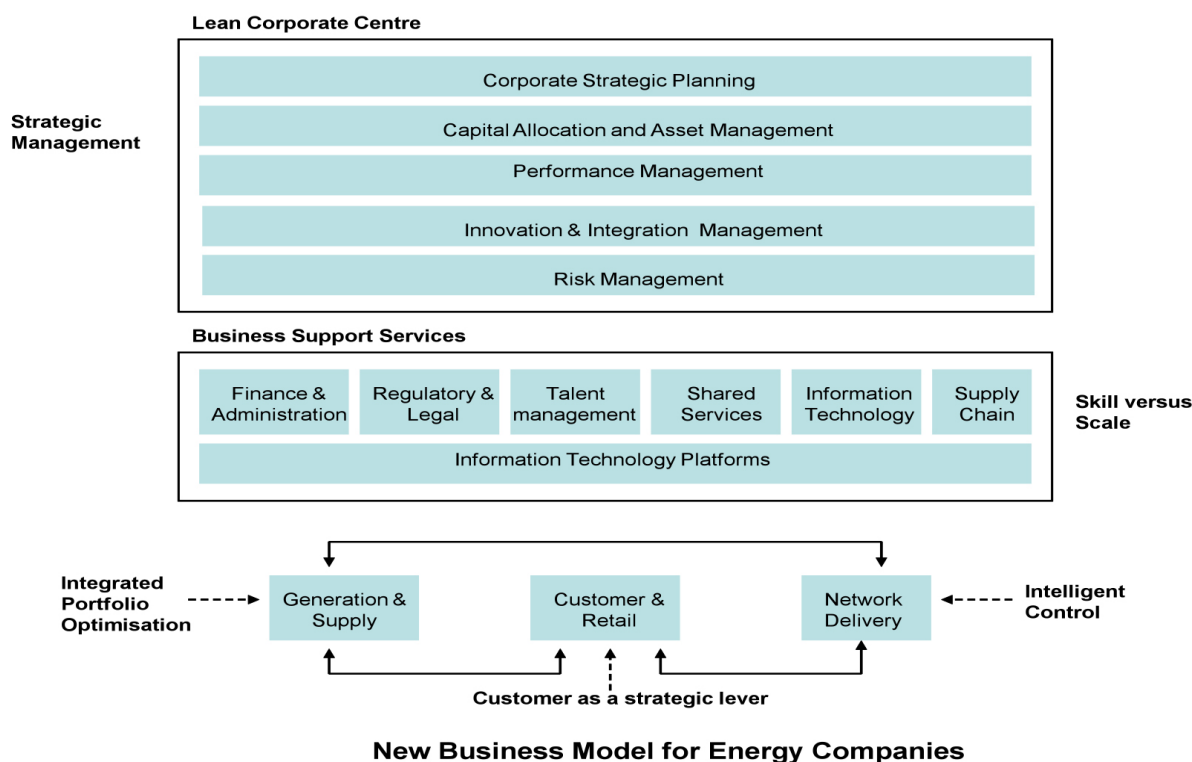 Lean Corporate Centre
Corporate Strategic Planning
Strategic
Management
Capital Allocation and Asset Management
Performance Management
Innovation & Integration Management
Risk Management
Business Support Services
Finance &
Administration
Regulatory &
Legal
Talent
management
Shared
Services
Information
Technology
Supply
Chain
Skill versus
Scale
Information Technology Platforms
Integrated
Portfolio
Optimisation
Generation &
Supply
Customer &
Retail
Network
Delivery
Intelligent
Control
Customer as a strategic lever
New Business Model for Energy Companies